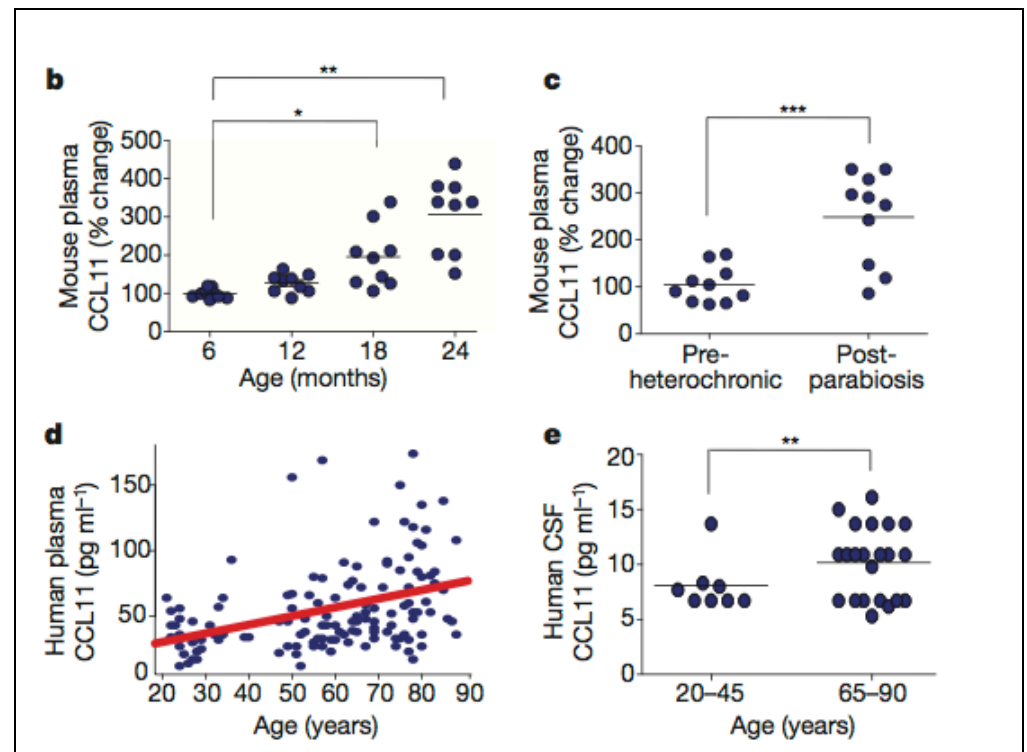 b
**
*
Mouse plasma
CCL11 (% change)
500
400
300
200
100
0
6 12 18 24
Age (months)
c
***
Mouse plasma
CCL11 (% change)
400
300
200
100
0
Pre- Post-
heterochronic parabiosis
d
Human plasma
CCL11 (pg ml⁻¹)
150
100
50
0
20 30 40 50 60 70 80 90
Age (years)
e
**
Human CSF
CCL11 (pg ml⁻¹)
20
15
10
5
0
20–45 65–90
Age (years)